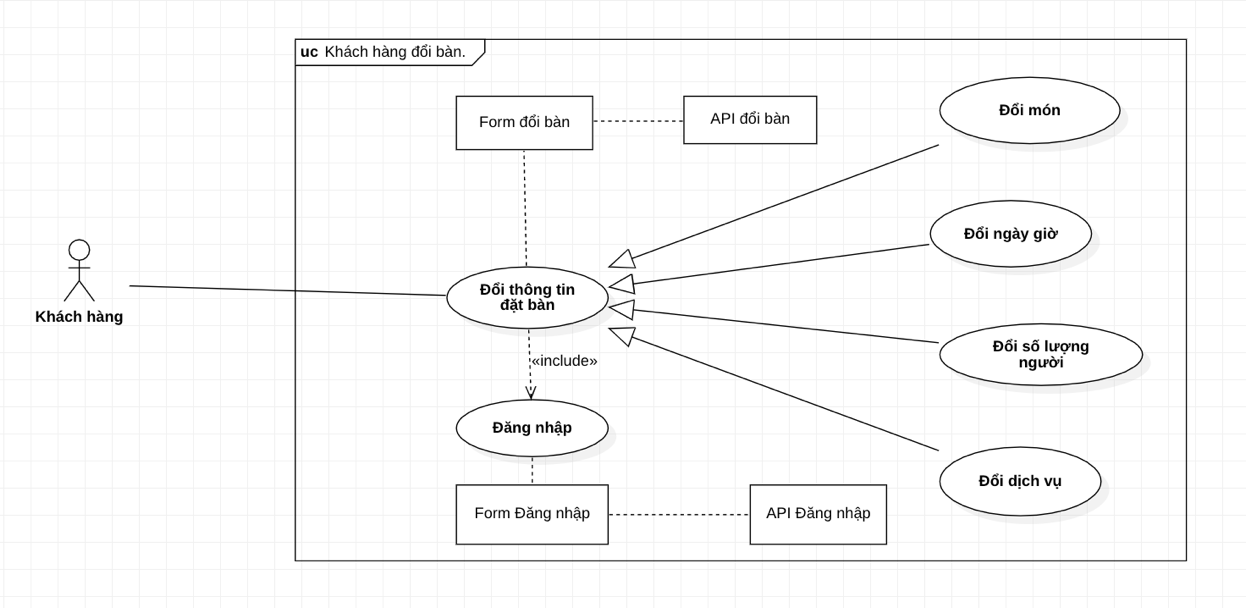 uc Khách hàng đổi bàn.
Form đổi bàn
API đổi bàn
Đổi món
Đổi ngày giờ
Khách hàng
Đổi thông tin
đặt bàn
Đổi số lượng
người
«include»
Đăng nhập
Đổi dịch vụ
Form Đăng nhập
API Đăng nhập